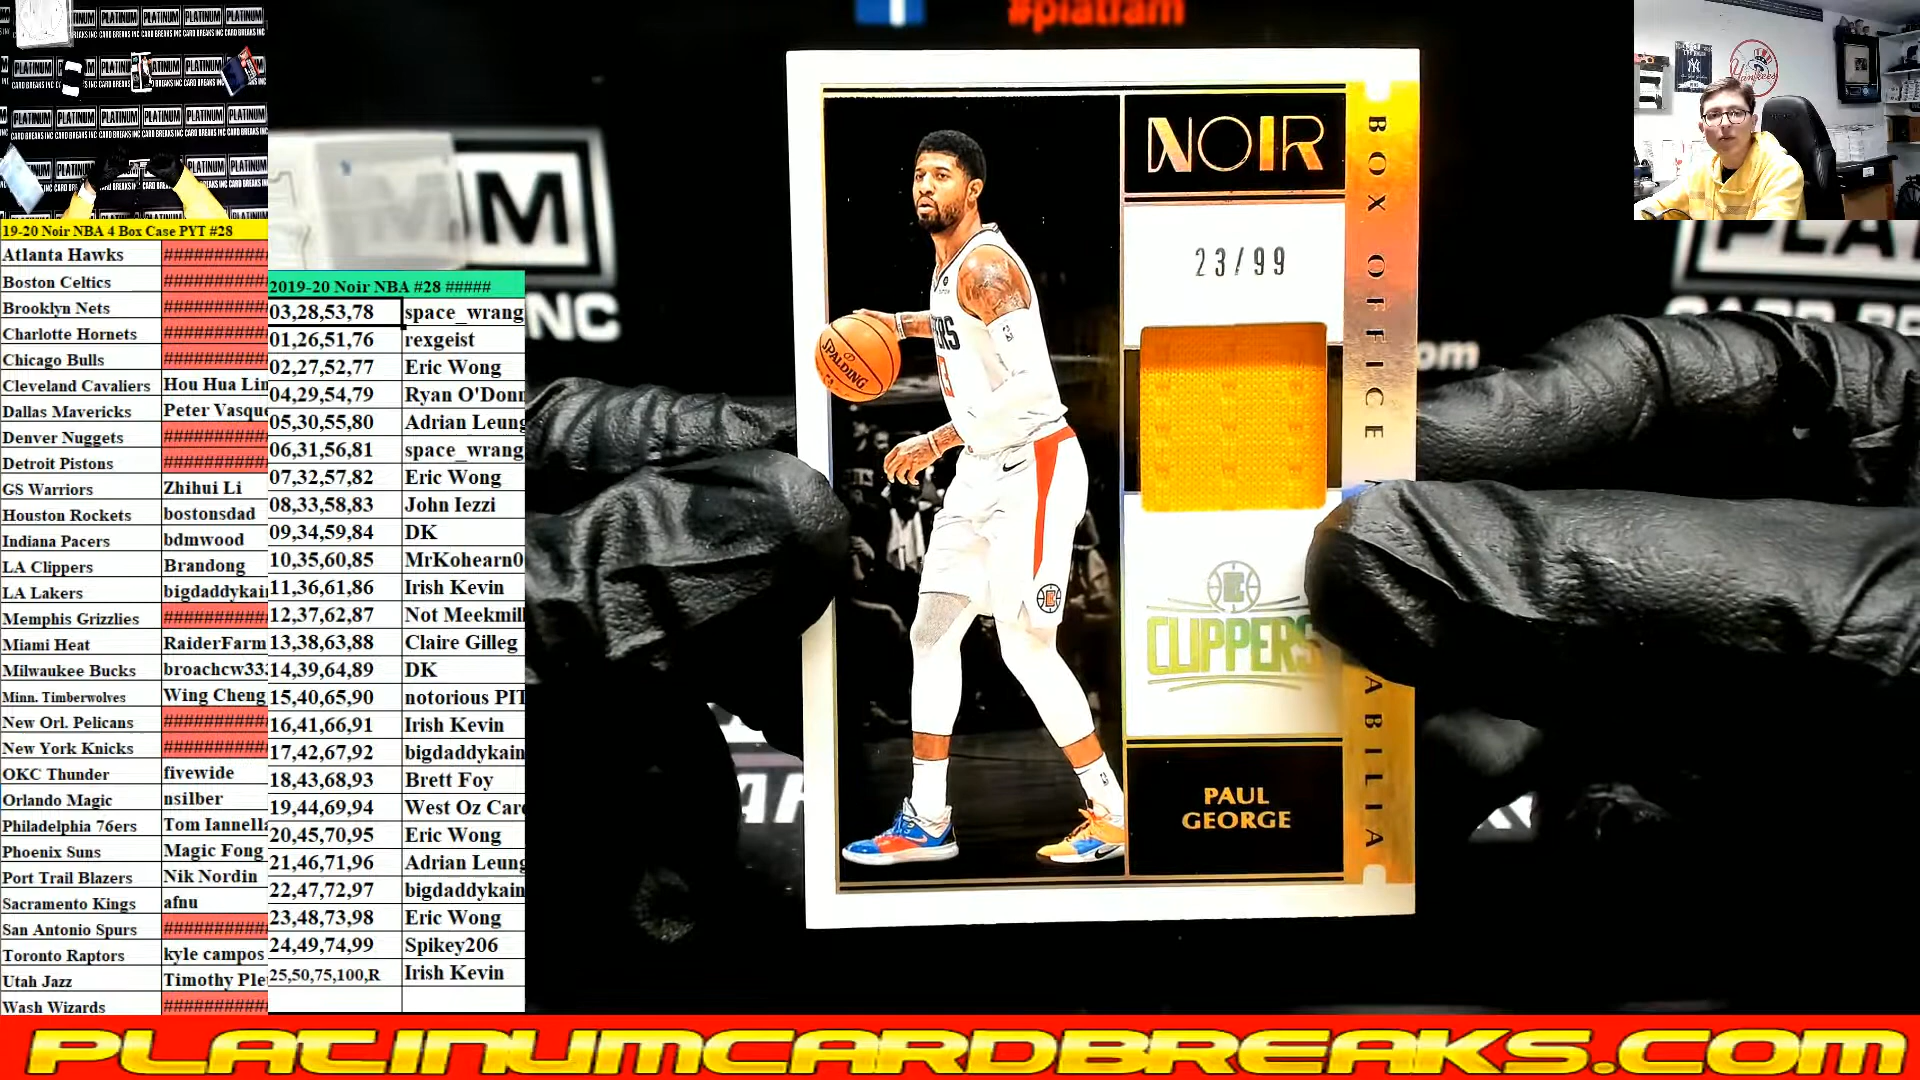 #platfam
PLATINUM
CARD BREAKS INC
19-20 Noir NBA 4 Box Case PYT #28
Atlanta Hawks ###########
Boston Celtics ###########
Brooklyn Nets ###########
Charlotte Hornets ###########
Chicago Bulls ###########
Cleveland Cavaliers Hou Hua Lin
Dallas Mavericks Peter Vasque
Denver Nuggets ###########
Detroit Pistons ###########
GS Warriors Zhihui Li
Houston Rockets bostonsdad
Indiana Pacers bdmwood
LA Clippers Brandong
LA Lakers bigdaddykai
Memphis Grizzlies ###########
Miami Heat RaiderFarm
Milwaukee Bucks broachcw333
Minn. Timberwolves Wing Cheng
New Orl. Pelicans ###########
New York Knicks ###########
OKC Thunder fivewide
Orlando Magic nsilber
Philadelphia 76ers Tom Iannella
Phoenix Suns Magic Fong
Port Trail Blazers Nik Nordin
Sacramento Kings afnu
San Antonio Spurs ###########
Toronto Raptors kyle campos
Utah Jazz Timothy Ple
Wash Wizards ###########
2019-20 Noir NBA #28 #####
03,28,53,78 space_wrang
01,26,51,76 rexgeist
02,27,52,77 Eric Wong
04,29,54,79 Ryan O'Donn
05,30,55,80 Adrian Leung
06,31,56,81 space_wrang
07,32,57,82 Eric Wong
08,33,58,83 John Iezzi
09,34,59,84 DK
10,35,60,85 MrKohearn0
11,36,61,86 Irish Kevin
12,37,62,87 Not Meekmill
13,38,63,88 Claire Gilleg
14,39,64,89 DK
15,40,65,90 notorious PIT
16,41,66,91 Irish Kevin
17,42,67,92 bigdaddykain
18,43,68,93 Brett Foy
19,44,69,94 West Oz Card
20,45,70,95 Eric Wong
21,46,71,96 Adrian Leung
22,47,72,97 bigdaddykain
23,48,73,98 Eric Wong
24,49,74,99 Spikey206
25,50,75,100,R Irish Kevin
NOIR
23/99
BOX OFFICE
ABILIA
CLIPPERS
PAUL
GEORGE
SPALDING
Yankees
PLATINUMCARDBREAKS.COM